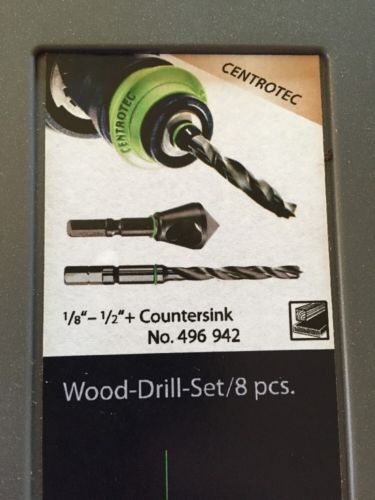 CENTROTEC
CENTROTEC
1/8"– 1/2"+ Countersink
No. 496 942
Wood-Drill-Set/8 pcs.